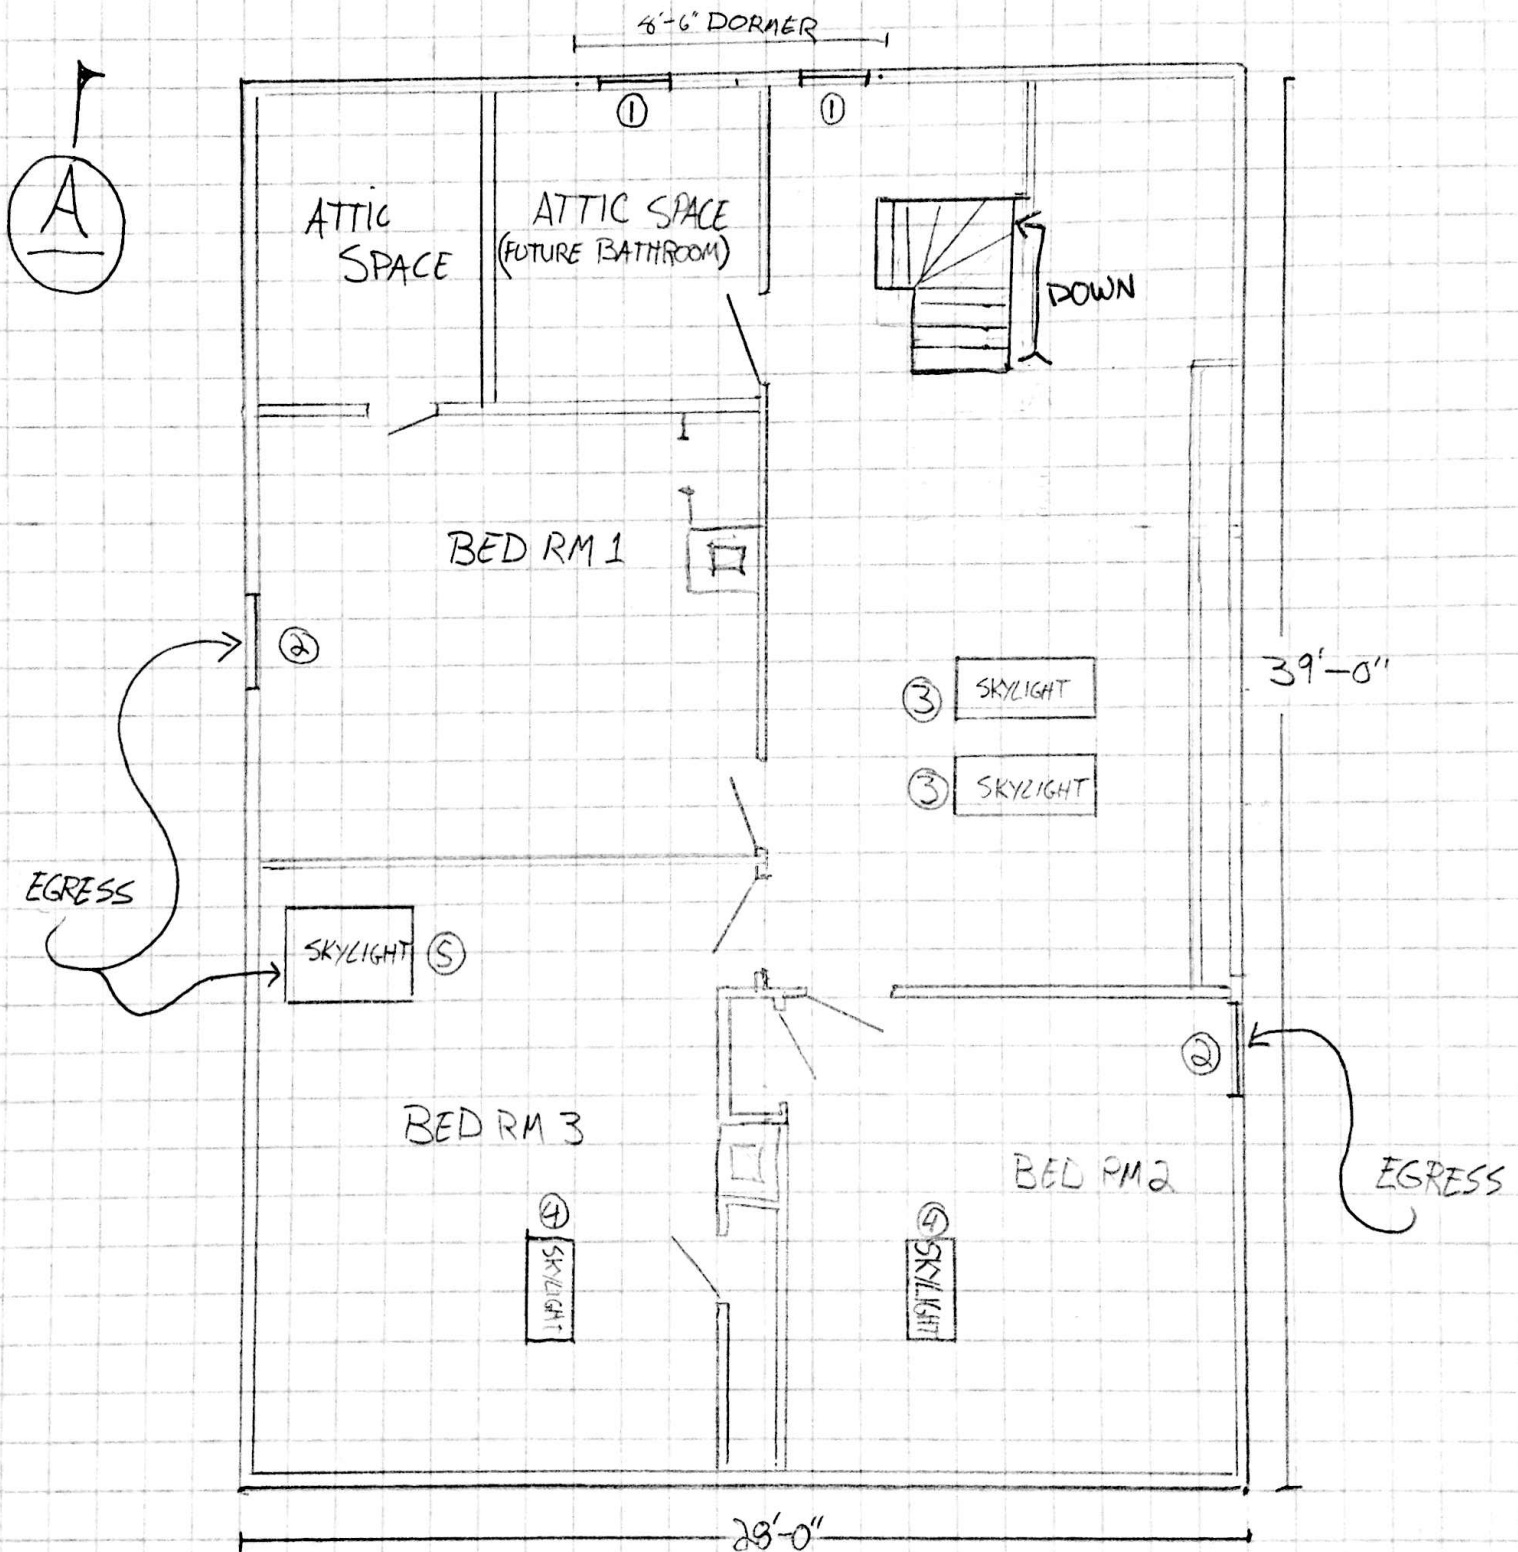 8'-6" DORMER
A
①
①
ATTIC
SPACE
ATTIC SPACE
(FUTURE BATHROOM)
DOWN
BED RM 1
②
③
SKYLIGHT
39'-0"
③
SKYLIGHT
EGRESS
SKYLIGHT
⑤
②
BED RM 3
BED RM 2
EGRESS
④
SKYLIGHT
④
SKYLIGHT
28'-0"